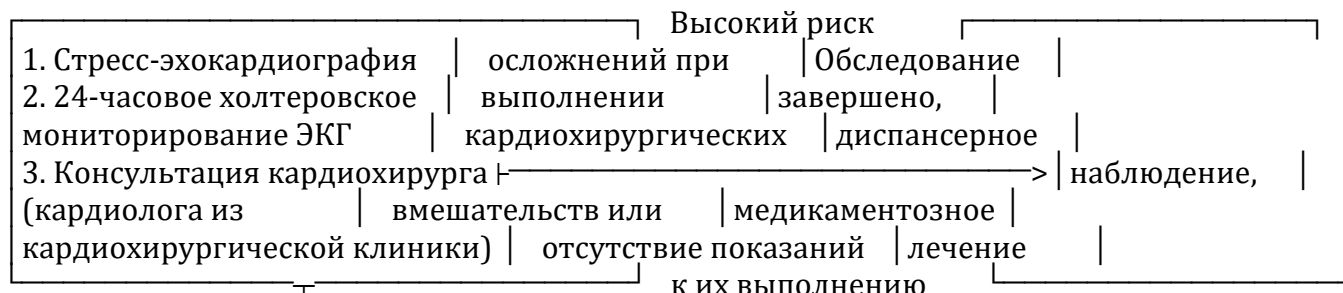 Высокий риск
1. Стресс-эхокардиография │ осложнений при │Обследование │
2. 24-часовое холтеровское │ выполнении │завершено, │
мониторирование ЭКГ │ кардиохирургических │диспансерное │
3. Консультация кардиохирурга ├──────────────────────>│наблюдение, │
(кардиолога из │ вмешательств или │медикаментозное │
кардиохирургической клиники) │ отсутствие показаний │лечение │
к их выполнению